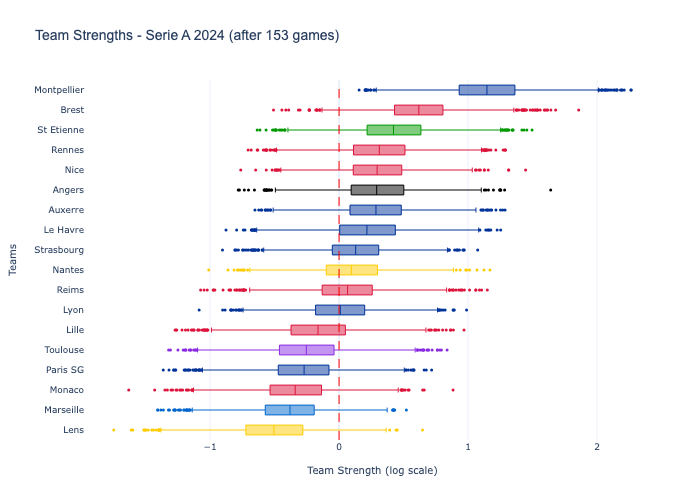 Team Strengths - Serie A 2024 (after 153 games)
Teams
Montpellier
Brest
St Etienne
Rennes
Nice
Angers
Auxerre
Le Havre
Strasbourg
Nantes
Reims
Lyon
Lille
Toulouse
Paris SG
Monaco
Marseille
Lens
−1 0 1 2
Team Strength (log scale)